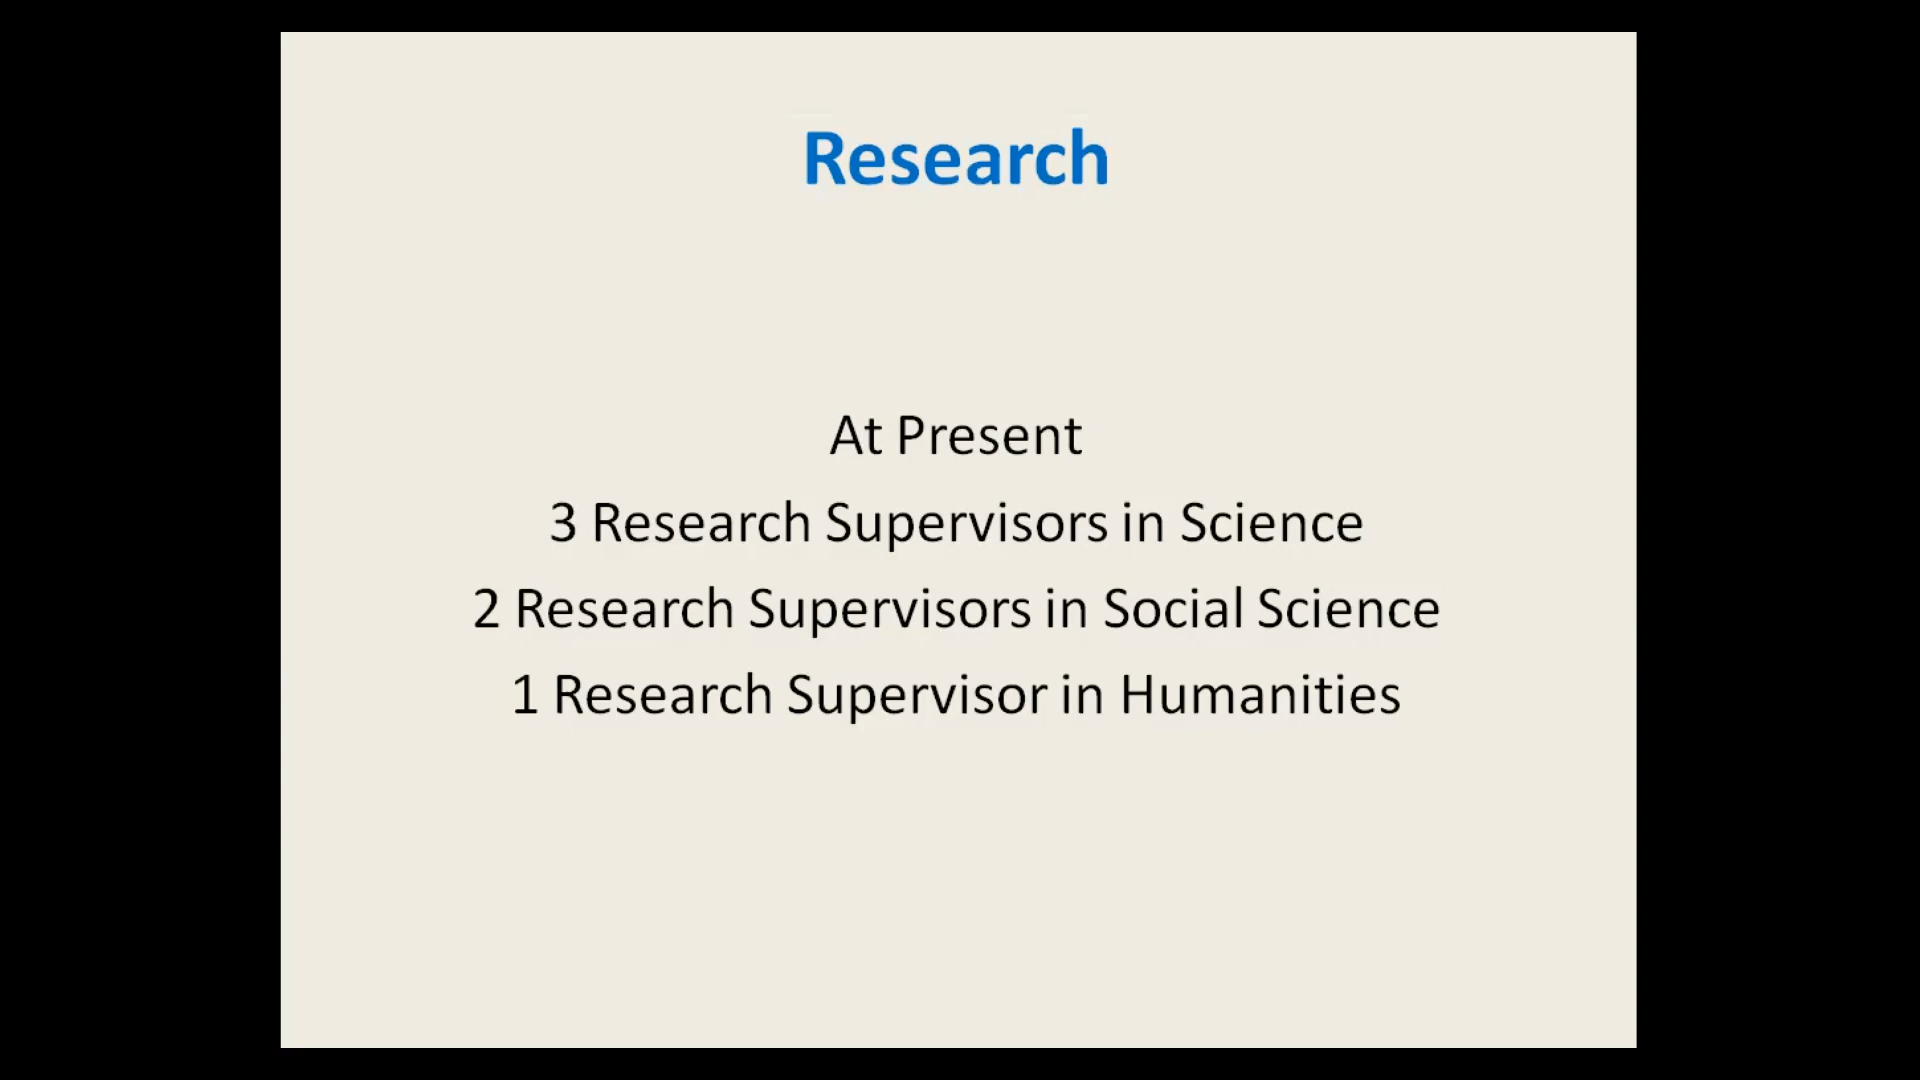 Research
At Present
3 Research Supervisors in Science
2 Research Supervisors in Social Science
1 Research Supervisor in Humanities